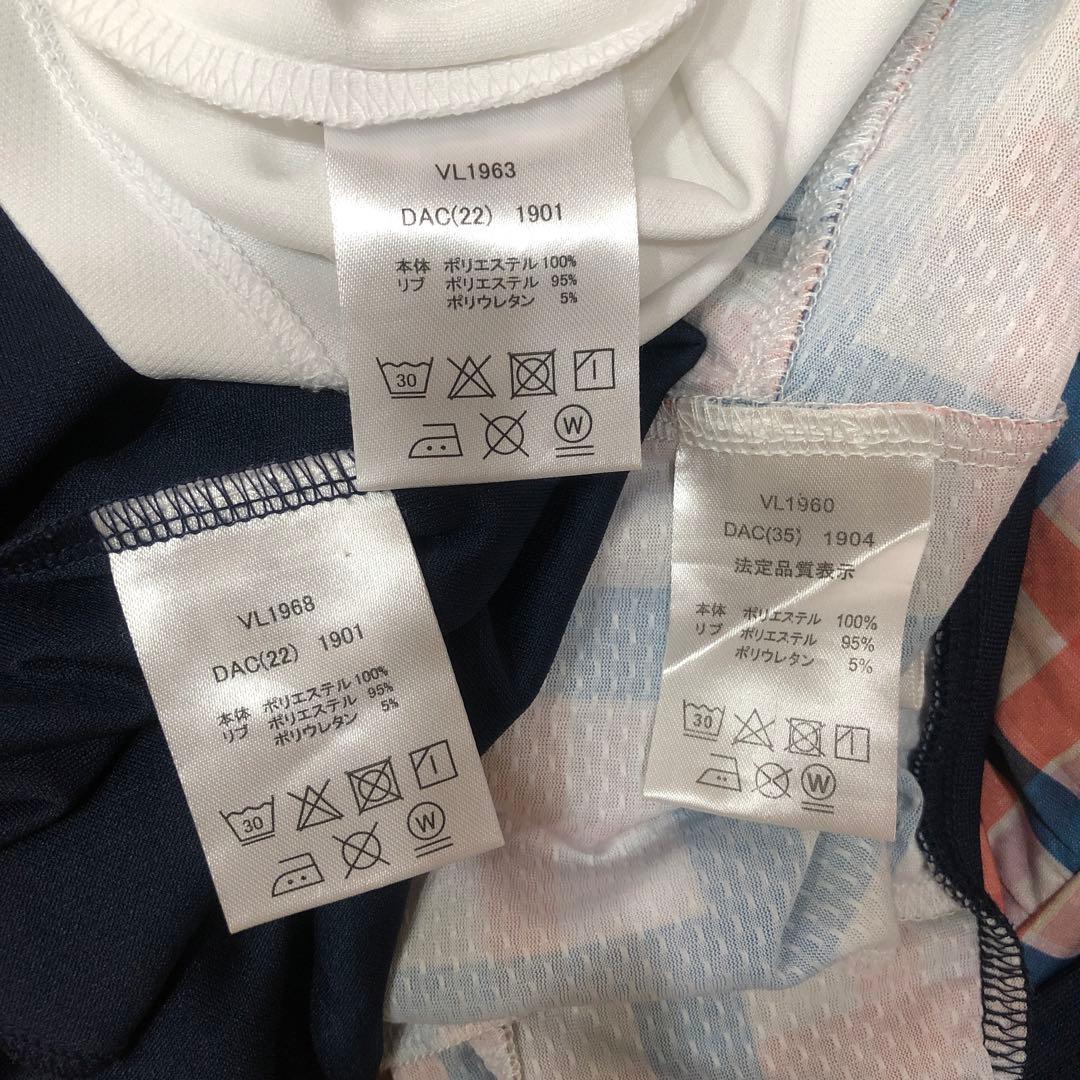 VL1963
DAC(22) 1901
本体 ポリエステル 100%
リブ ポリエステル 95%
ポリウレタン 5%
30
W
VL1968
DAC(22) 1901
本体 ポリエステル 100%
リブ ポリエステル 95%
ポリウレタン 5%
30
W
VL1960
DAC(35) 1904
法定品質表示
本体 ポリエステル 100%
リブ ポリエステル 95%
ポリウレタン 5%
30
W